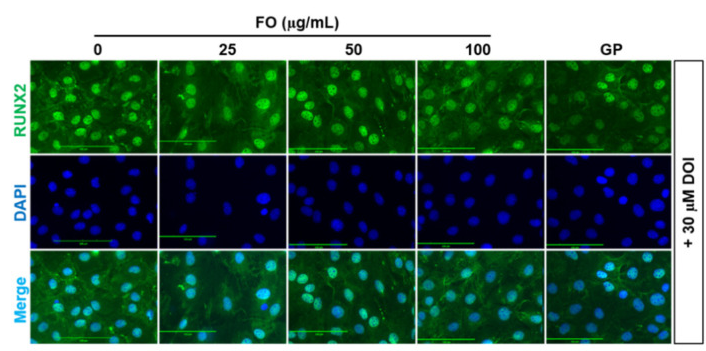 FO (µg/mL)
0 25 50 100 GP
RUNX2
DAPI
Merge
+ 30 µM DOI